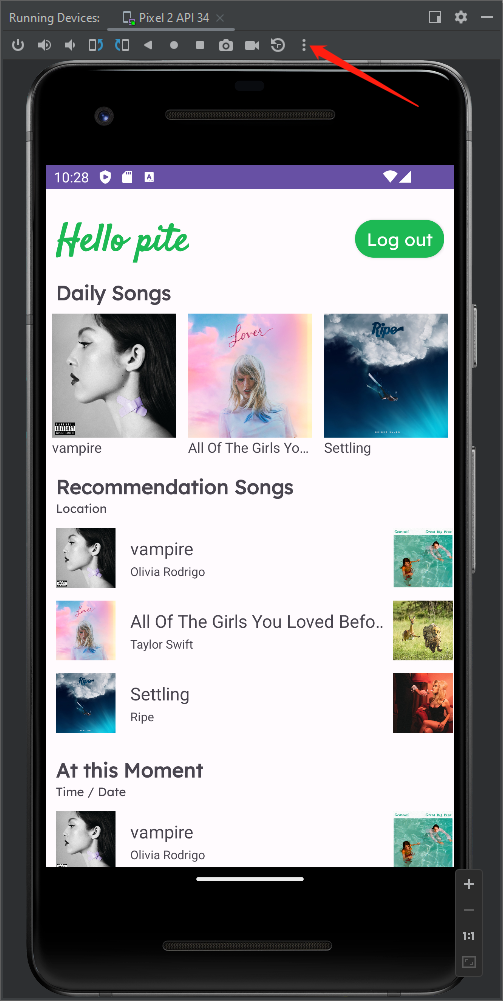 Running Devices: Pixel 2 API 34
10:28
Hello pite
Log out
Daily Songs
Lover
Ripe
vampire
All Of The Girls Yo...
Settling
Recommendation Songs
Location
vampire
Olivia Rodrigo
All Of The Girls You Loved Befo..
Taylor Swift
Settling
Ripe
At this Moment
Time / Date
vampire
Olivia Rodrigo
1:1